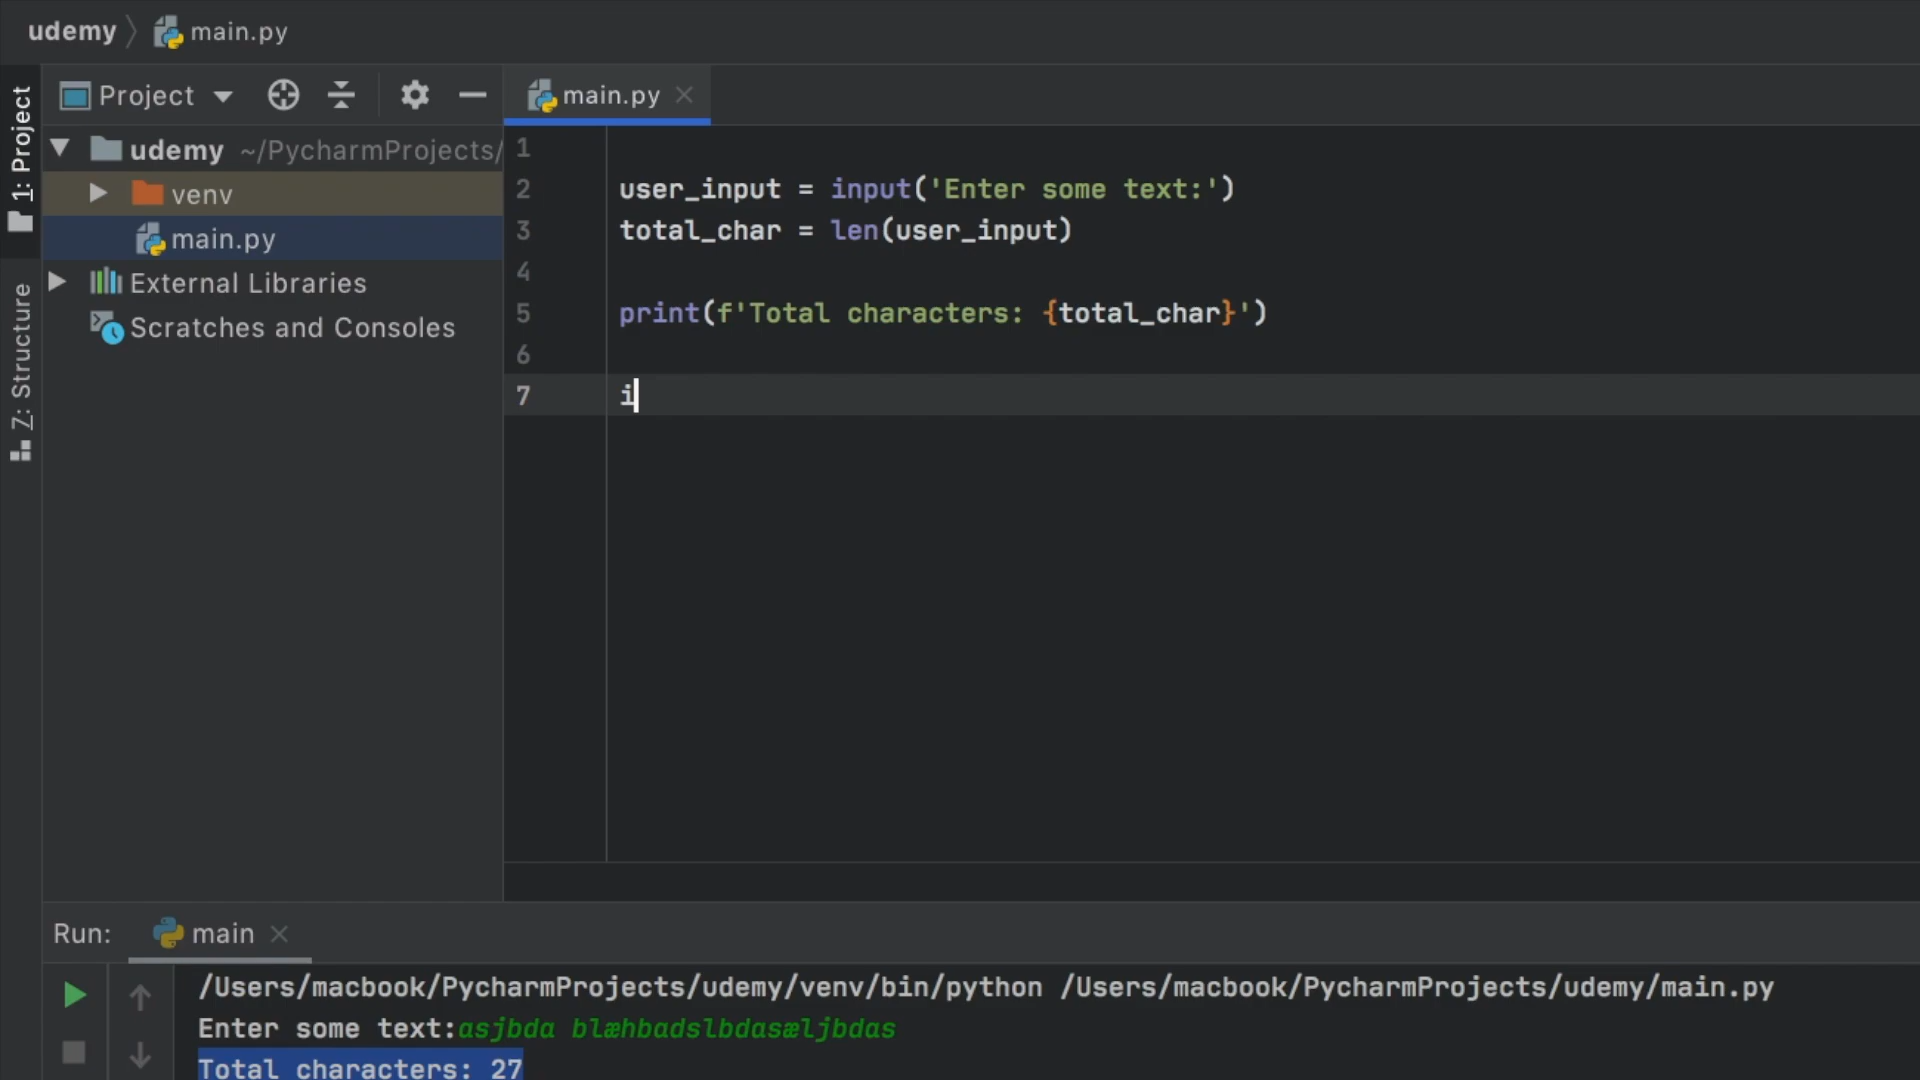 udemy main.py
Project
main.py
1: Project
udemy ~/PycharmProjects/
venv
main.py
External Libraries
Scratches and Consoles
Z: Structure
1
2 user_input = input('Enter some text:')
3 total_char = len(user_input)
4
5 print(f'Total characters: {total_char}')
6
7 i
Run: main
/Users/macbook/PycharmProjects/udemy/venv/bin/python /Users/macbook/PycharmProjects/udemy/main.py
Enter some text:asjbda blæhbadslbdasæljbdas
Total characters: 27